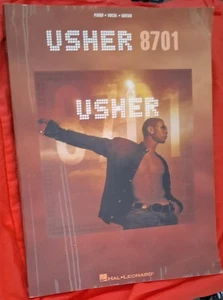 PIANO • VOCAL • GUITAR
USHER 8701
8701
USHER
HAL•LEONARD